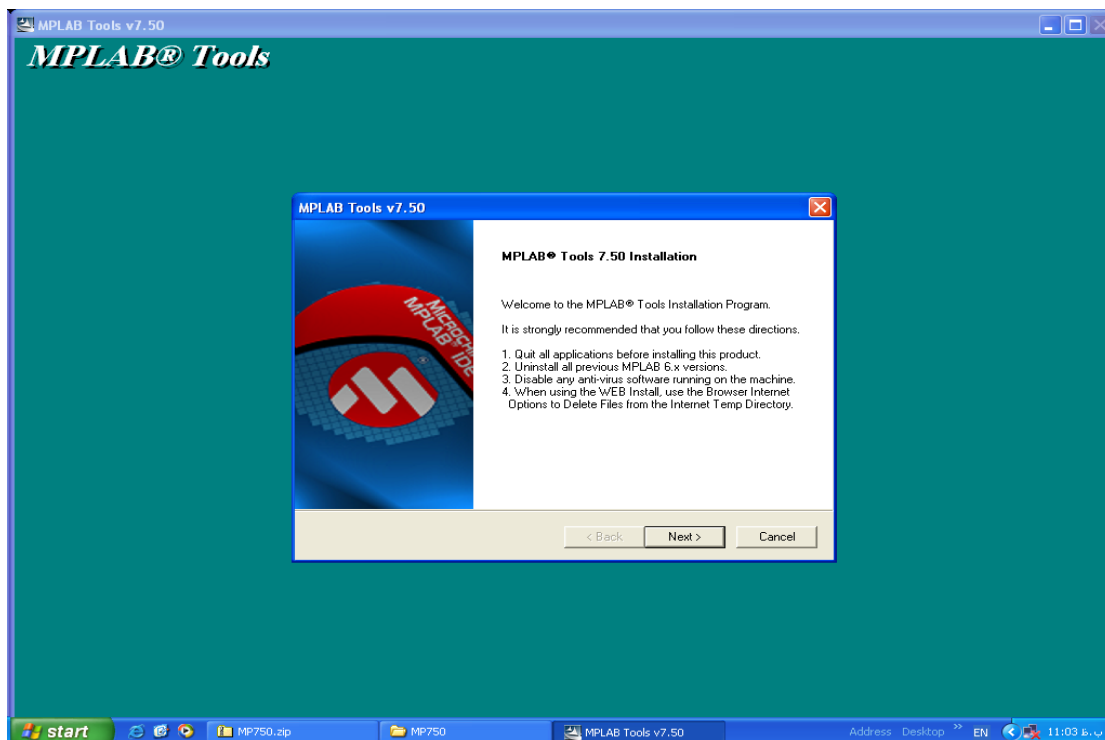 MPLAB Tools v7.50
MPLAB® Tools
MPLAB Tools v7.50
MICROCHIP
MPLAB® IDE
MPLAB® Tools 7.50 Installation
Welcome to the MPLAB® Tools Installation Program.
It is strongly recommended that you follow these directions.
1. Quit all applications before installing this product.
2. Uninstall all previous MPLAB 6.x versions.
3. Disable any anti-virus software running on the machine.
4. When using the WEB Install, use the Browser Internet
Options to Delete Files from the Internet Temp Directory.
< Back
Next >
Cancel
start
MP750.zip
MP750
MPLAB Tools v7.50
Address
Desktop
»
EN
11:03 ب.ظ